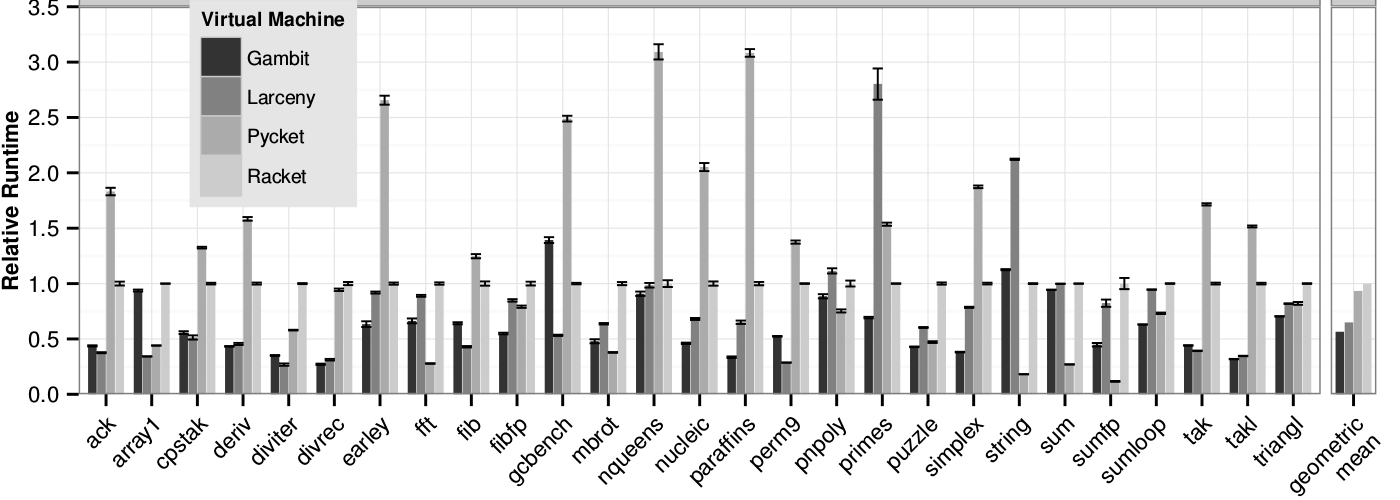 Relative Runtime
3.5
3.0
2.5
2.0
1.5
1.0
0.5
0.0
Virtual Machine
Gambit
Larceny
Pycket
Racket
ack
array1
cpstak
deriv
diviter
divrec
earley
fft
fib
fibfp
gcbench
mbrot
nqueens
nucleic
paraffins
perm9
pnpoly
primes
puzzle
simplex
string
sum
sumfp
sumloop
tak
takl
triangl
geometric
mean